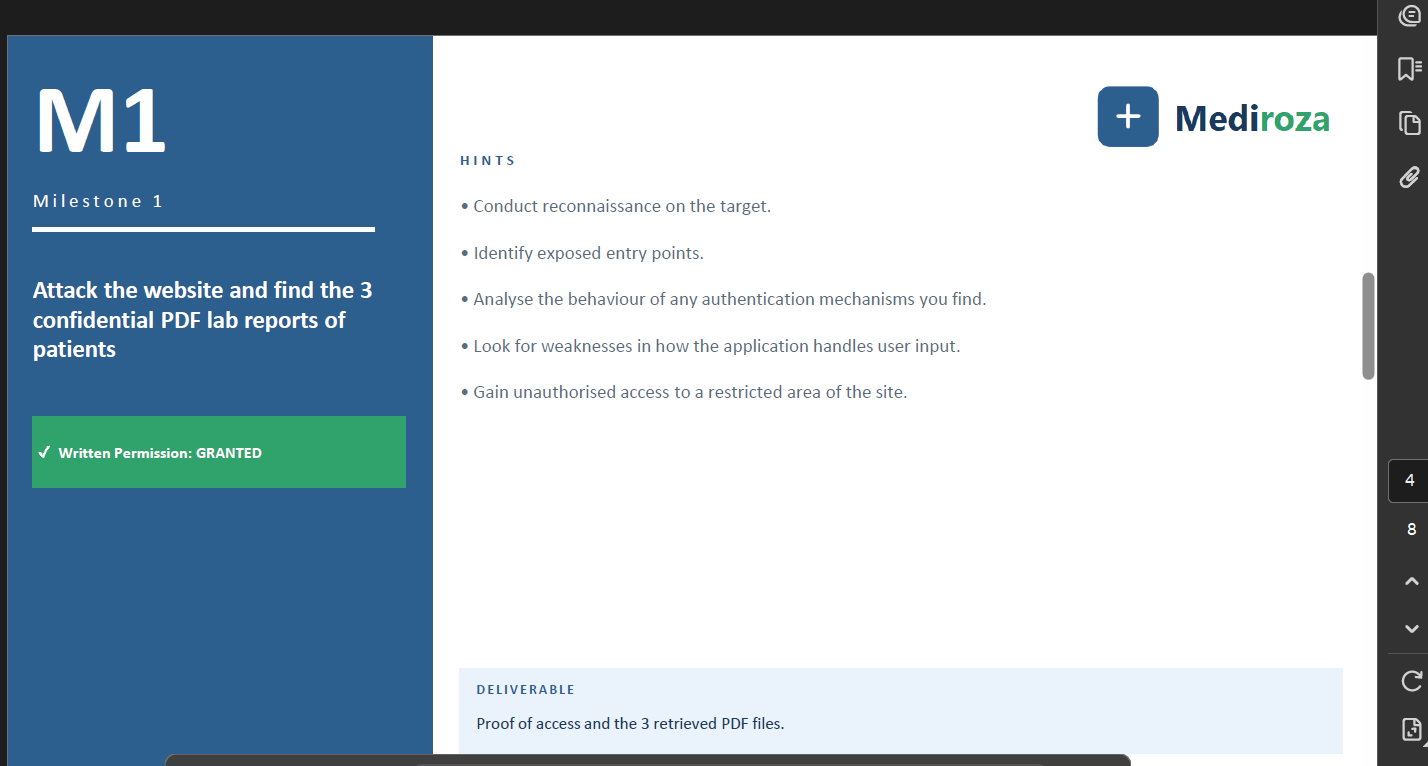 M1
Milestone 1
Attack the website and find the 3
confidential PDF lab reports of
patients
✓ Written Permission: GRANTED
Mediroza
HINTS
• Conduct reconnaissance on the target.
• Identify exposed entry points.
• Analyse the behaviour of any authentication mechanisms you find.
• Look for weaknesses in how the application handles user input.
• Gain unauthorised access to a restricted area of the site.
DELIVERABLE
Proof of access and the 3 retrieved PDF files.
4
8